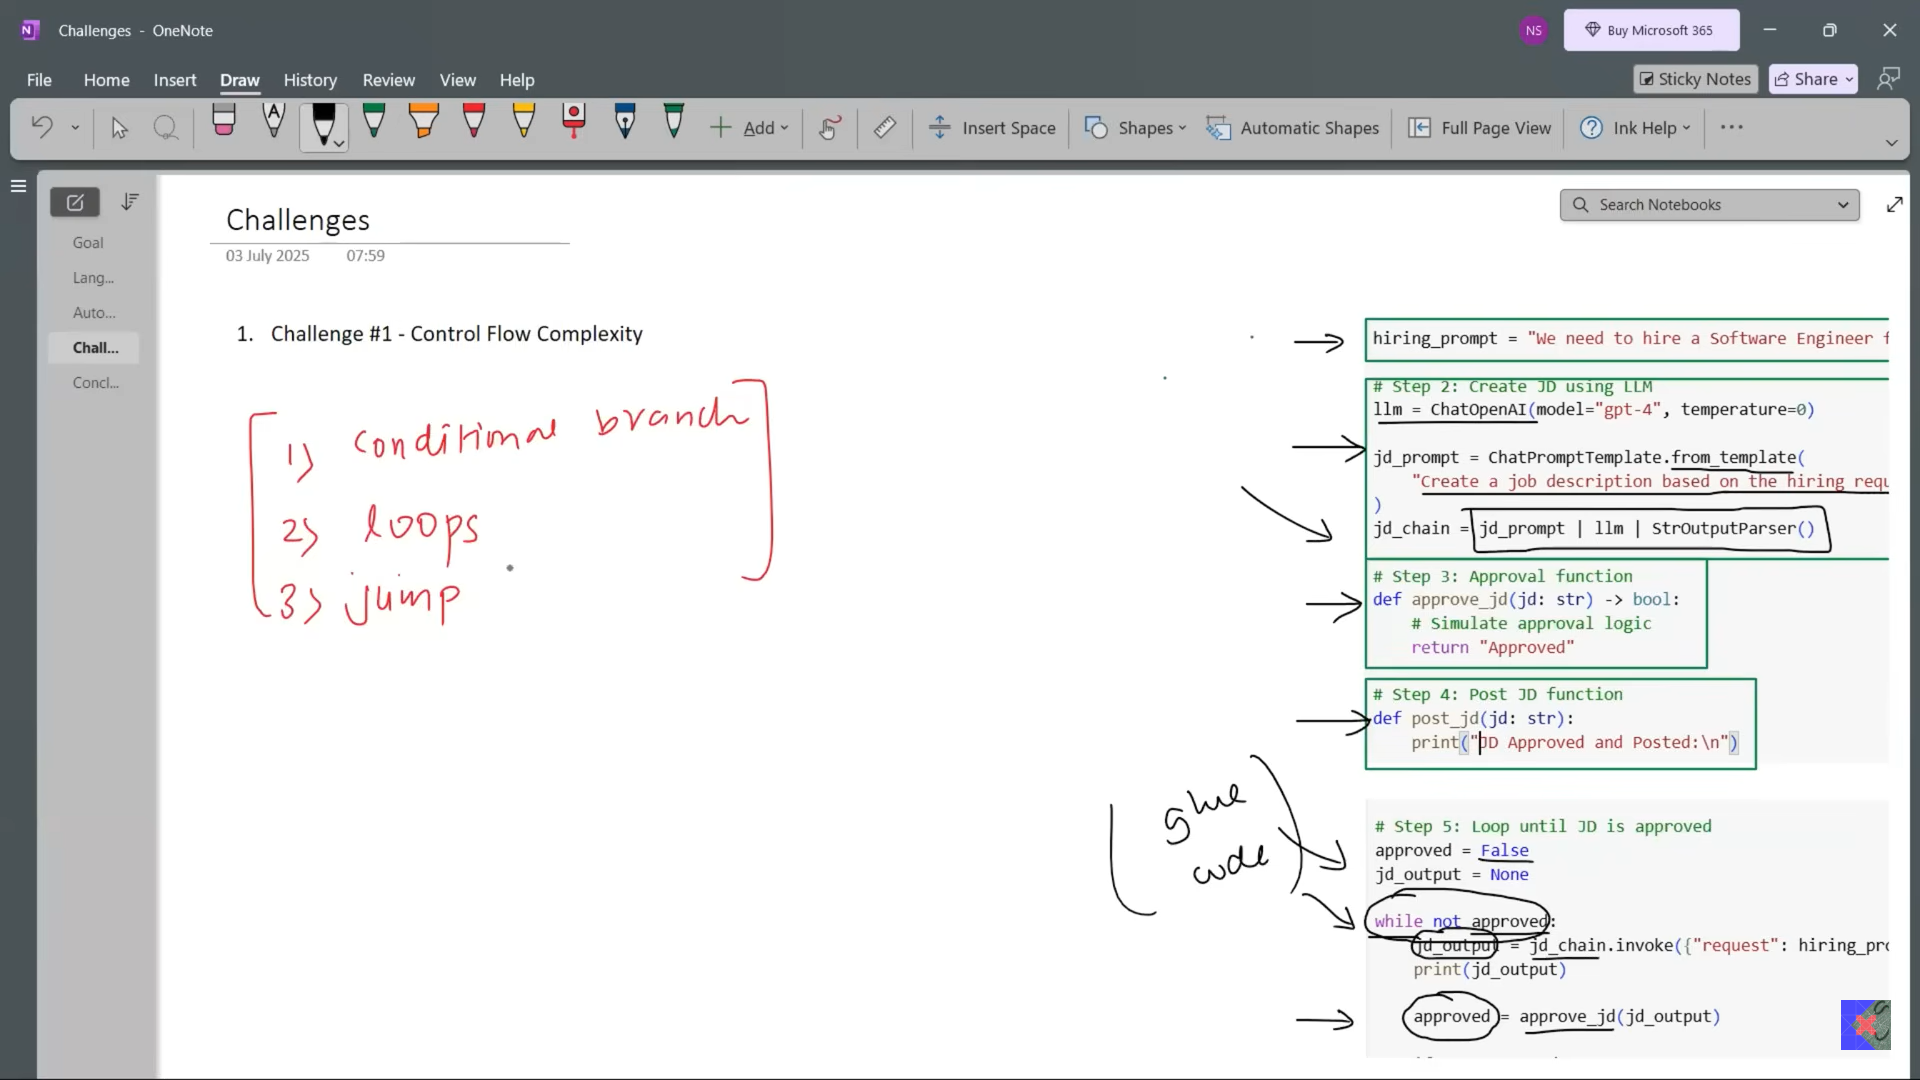 Challenges - OneNote
NS
Buy Microsoft 365
File Home Insert Draw History Review View Help
Sticky Notes
Share
Add
Insert Space
Shapes
Automatic Shapes
Full Page View
Ink Help
Search Notebooks
Goal
Lang...
Auto...
Chall...
Concl...
Challenges
03 July 2025 07:59
1. Challenge #1 - Control Flow Complexity
1) conditional branch
2) loops
3) jump
hiring_prompt = "We need to hire a Software Engineer f
# Step 2: Create JD using LLM
llm = ChatOpenAI(model="gpt-4", temperature=0)
jd_prompt = ChatPromptTemplate.from_template(
"Create a job description based on the hiring requ
)
jd_chain = jd_prompt | llm | StrOutputParser()
# Step 3: Approval function
def approve_jd(jd: str) -> bool:
# Simulate approval logic
return "Approved"
# Step 4: Post JD function
def post_jd(jd: str):
print("JD Approved and Posted:\n")
glue
code
# Step 5: Loop until JD is approved
approved = False
jd_output = None
while not approved:
jd_output = jd_chain.invoke({"request": hiring_pro
print(jd_output)
approved = approve_jd(jd_output)